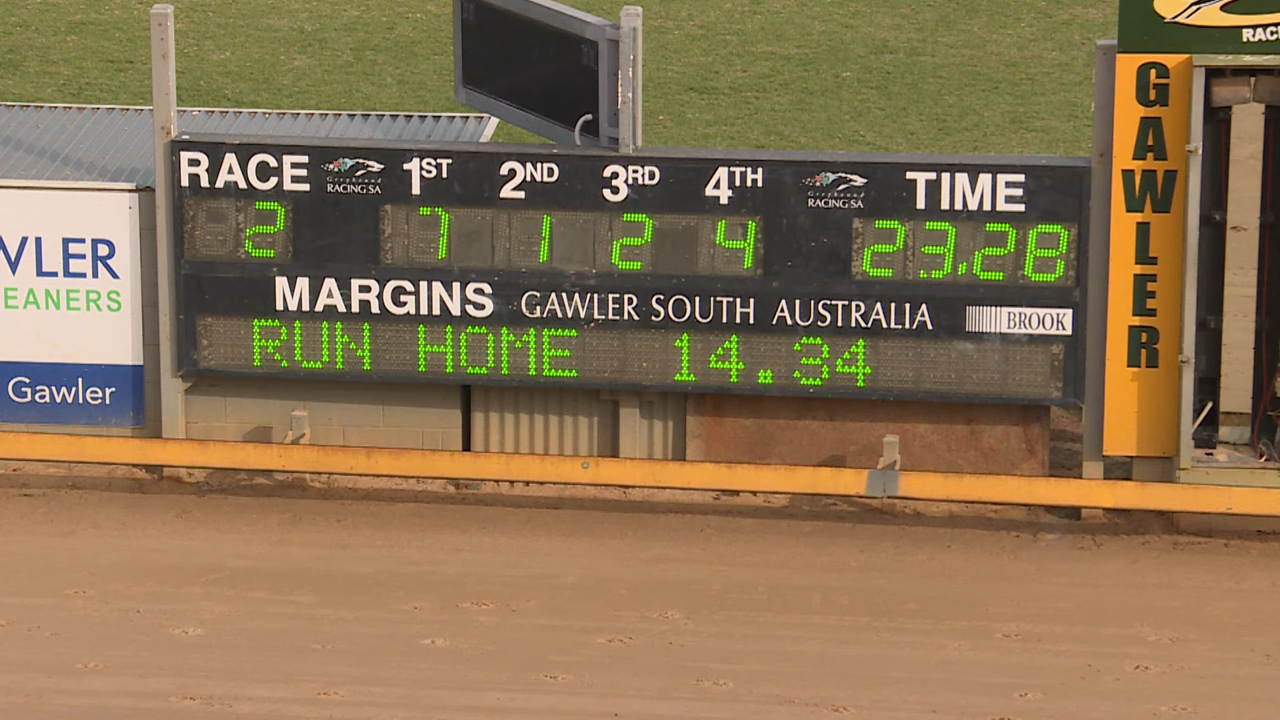 RACE 1ST 2ND 3RD 4TH TIME
Greyhound RACING SA
Greyhound RACING SA
2 7 1 2 4 23.28
MARGINS GAWLER SOUTH AUSTRALIA BROOK
RUN HOME 14.34
WLER
EANERS
Gawler
RAC
GAWLER